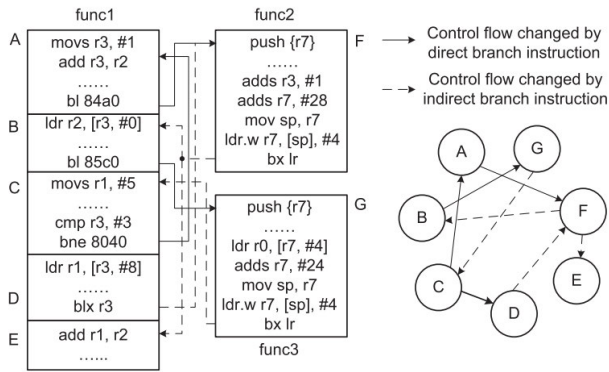 func1
A
movs r3, #1
add r3, r2
......
bl 84a0
B
ldr r2, [r3, #0]
......
bl 85c0
C
movs r1, #5
......
cmp r3, #3
bne 8040
D
ldr r1, [r3, #8]
......
blx r3
E
add r1, r2
......
func2
F
push {r7}
......
adds r3, #1
adds r7, #28
mov sp, r7
ldr.w r7, [sp], #4
bx lr
G
push {r7}
......
ldr r0, [r7, #4]
adds r7, #24
mov sp, r7
ldr.w r7, [sp], #4
bx lr
func3
Control flow changed by
direct branch instruction
Control flow changed by
indirect branch instruction
A
G
B
F
C
D
E